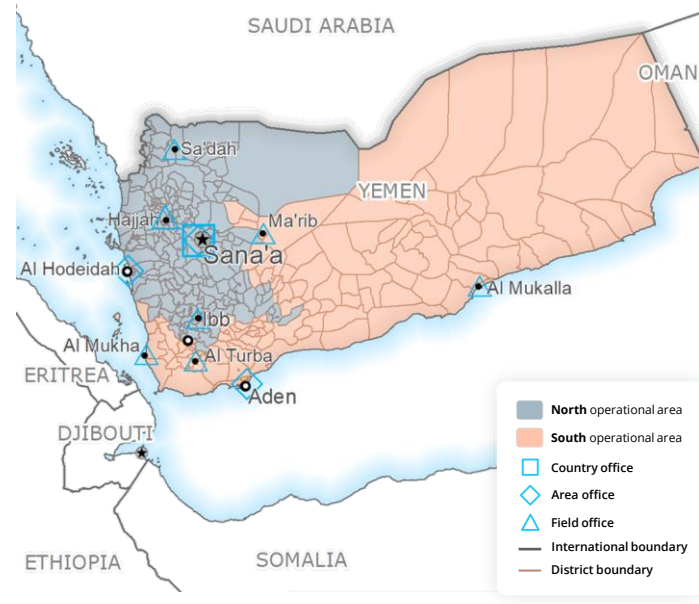 SAUDI ARABIA
OMAN
Sa'dah
YEMEN
Hajjah
Ma'rib
Sana'a
Al Hodeidah
Al Mukalla
Ibb
Al Mukha
Al Turba
ERITREA
Aden
DJIBOUTI
ETHIOPIA
SOMALIA
North operational area
South operational area
Country office
Area office
Field office
International boundary
District boundary